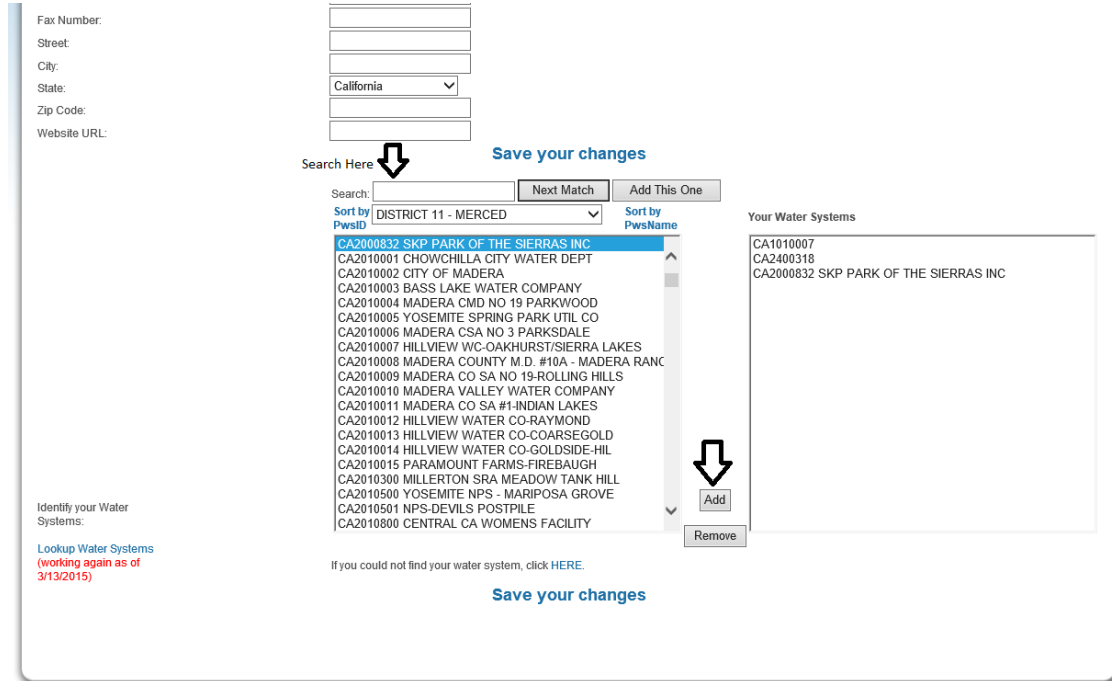 Fax Number:
Street:
City:
State:
California
Zip Code:
Website URL:
Save your changes
Search Here
Search:
Next Match
Add This One
Sort by PwsID
DISTRICT 11 - MERCED
Sort by PwsName
Your Water Systems
CA2000832 SKP PARK OF THE SIERRAS INC
CA2010001 CHOWCHILLA CITY WATER DEPT
CA2010002 CITY OF MADERA
CA2010003 BASS LAKE WATER COMPANY
CA2010004 MADERA CMD NO 19 PARKWOOD
CA2010005 YOSEMITE SPRING PARK UTIL CO
CA2010006 MADERA CSA NO 3 PARKSDALE
CA2010007 HILLVIEW WC-OAKHURST/SIERRA LAKES
CA2010008 MADERA COUNTY M.D. #10A - MADERA RANC
CA2010009 MADERA CO SA NO 19-ROLLING HILLS
CA2010010 MADERA VALLEY WATER COMPANY
CA2010011 MADERA CO SA #1-INDIAN LAKES
CA2010012 HILLVIEW WATER CO-RAYMOND
CA2010013 HILLVIEW WATER CO-COARSEGOLD
CA2010014 HILLVIEW WATER CO-GOLDSIDE-HIL
CA2010015 PARAMOUNT FARMS-FIREBAUGH
CA2010300 MILLERTON SRA MEADOW TANK HILL
CA2010500 YOSEMITE NPS - MARIPOSA GROVE
CA2010501 NPS-DEVILS POSTPILE
CA2010800 CENTRAL CA WOMENS FACILITY
CA1010007
CA2400318
CA2000832 SKP PARK OF THE SIERRAS INC
Add
Remove
Identify your Water
Systems:
Lookup Water Systems
(working again as of
3/13/2015)
If you could not find your water system, click HERE.
Save your changes